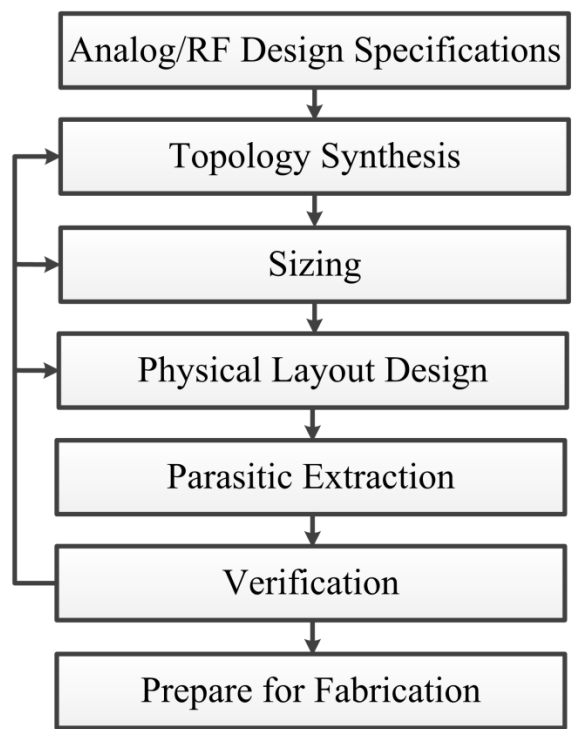 Analog/RF Design Specifications
Topology Synthesis
Sizing
Physical Layout Design
Parasitic Extraction
Verification
Prepare for Fabrication